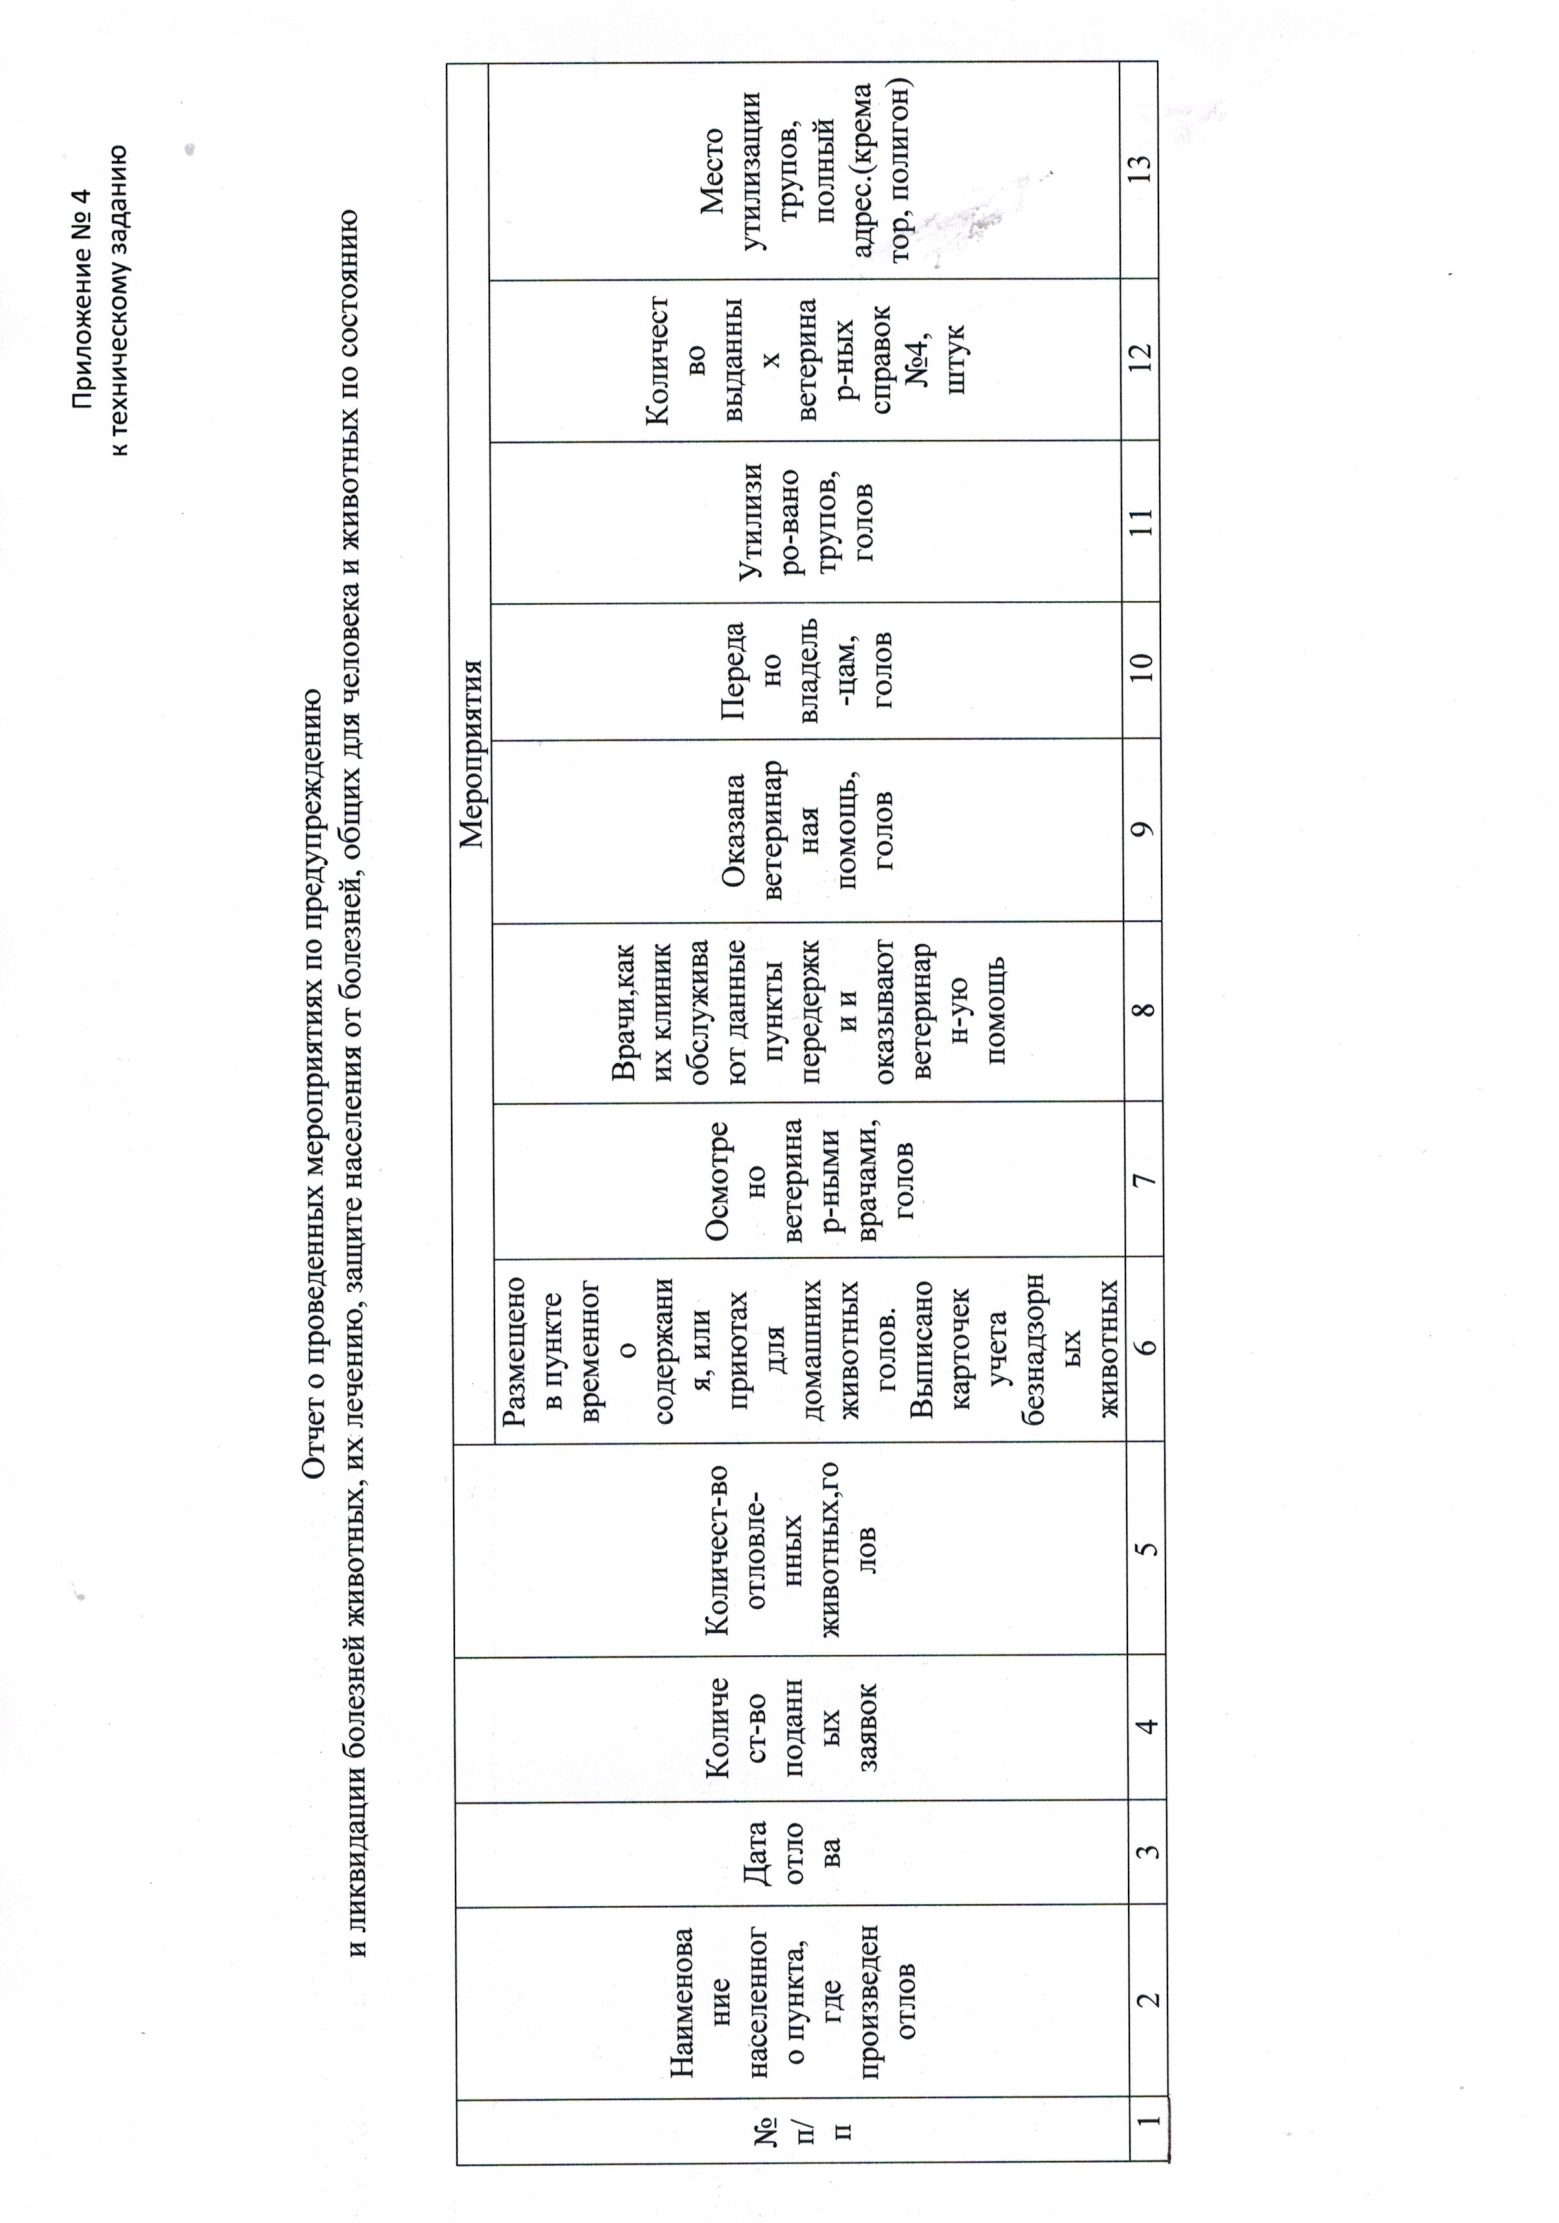 Приложение № 4
к техническому заданию
Отчет о проведенных мероприятиях по предупреждению
и ликвидации болезней животных, их лечению, защите населения от болезней, общих для человека и животных по состоянию
№
п/
п
Наименова
ние
населенног
о пункта,
где
произведен
отлов
Дата
отло
ва
Количе
ст-во
поданн
ых
заявок
Количест-во
отловле-
нных
животных,го
лов
Мероприятия
Размещено
в пункте
временног
о
содержани
я, или
приютах
для
домашних
животных
голов.
Выписано
карточек
учета
безнадзорн
ых
животных
Осмотре
но
ветерина
р-ными
врачами,
голов
Врачи,как
их клиник
обслужива
ют данные
пункты
передержк
и и
оказывают
ветеринар
н-ую
помощь
Оказана
ветеринар
ная
помощь,
голов
Переда
но
владель
-цам,
голов
Утилизи
ро-вано
трупов,
голов
Количест
во
выданны
х
ветерина
р-ных
справок
№4,
штук
Место
утилизации
трупов,
полный
адрес.(крема
тор, полигон)
1 2 3 4 5 6 7 8 9 10 11 12 13